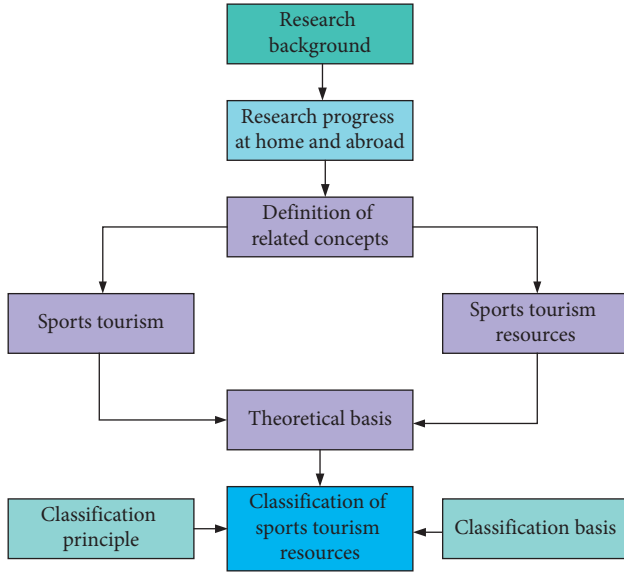 Research
background
Research progress
at home and abroad
Definition of
related concepts
Sports tourism
Sports tourism
resources
Theoretical basis
Classification
principle
Classification of
sports tourism
resources
Classification basis